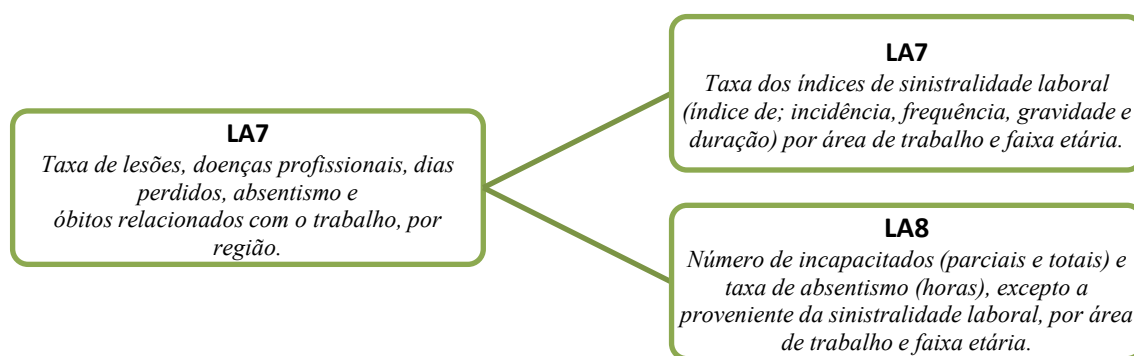 LA7
Taxa de lesões, doenças profissionais, dias
perdidos, absentismo e
óbitos relacionados com o trabalho, por
região.
LA7
Taxa dos índices de sinistralidade laboral
(índice de; incidência, frequência, gravidade e
duração) por área de trabalho e faixa etária.
LA8
Número de incapacitados (parciais e totais) e
taxa de absentismo (horas), excepto a
proveniente da sinistralidade laboral, por área
de trabalho e faixa etária.